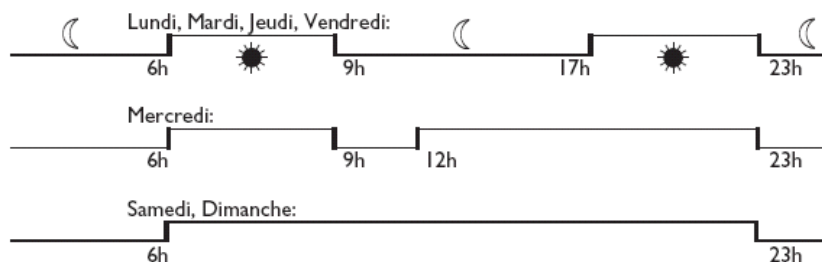 Lundi, Mardi, Jeudi, Vendredi:
6h 9h 17h 23h
Mercredi:
6h 9h 12h 23h
Samedi, Dimanche:
6h 23h